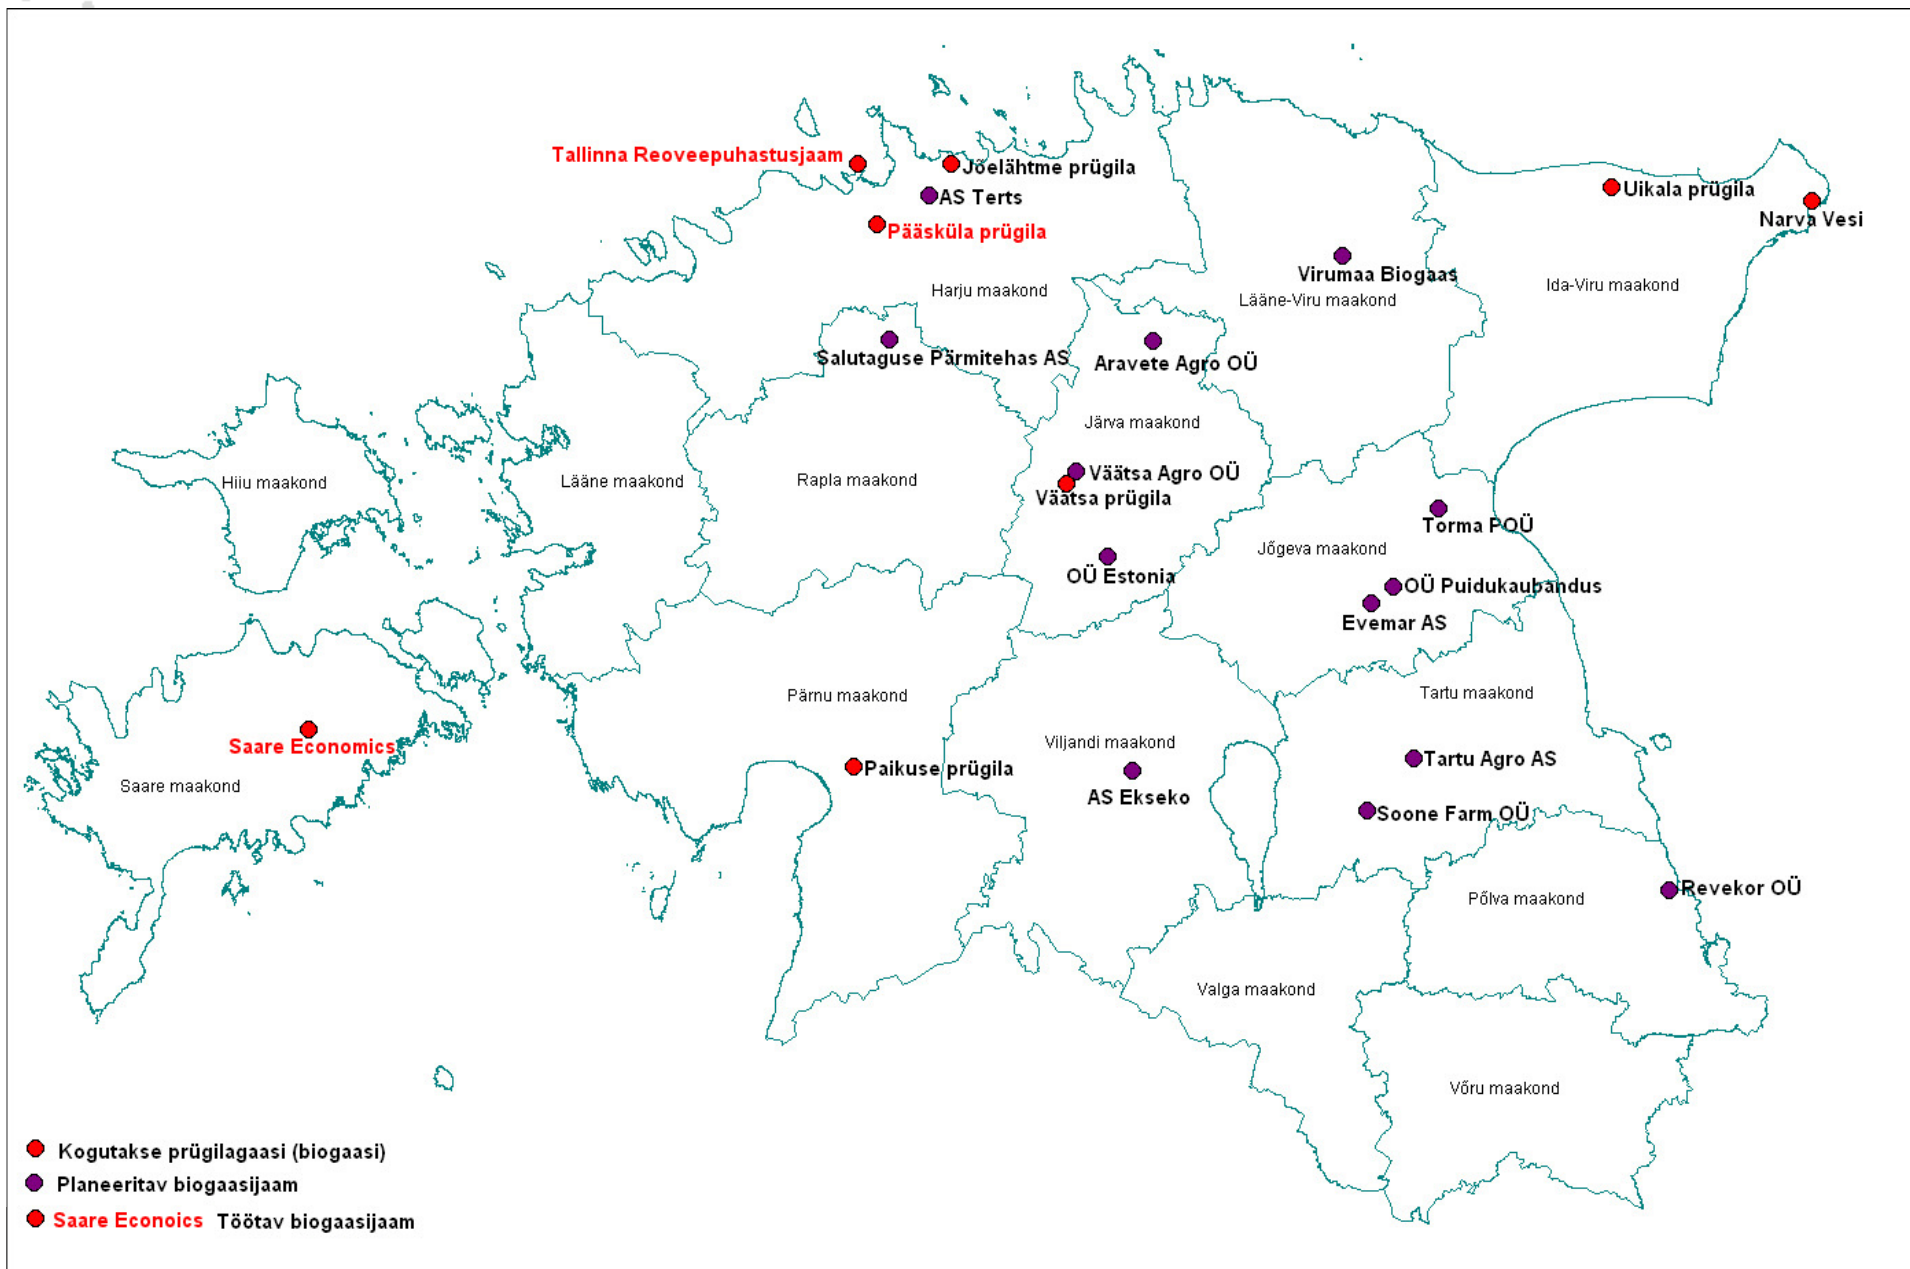 Tallinna Reoveepuhastusjaam
Jõelähtme prügila
AS Terts
Pääsküla prügila
Uikala prügila
Narva Vesi
Virumaa Biogaas
Harju maakond
Lääne-Viru maakond
Ida-Viru maakond
Salutaguse Pärmitehas AS
Aravete Agro OÜ
Järva maakond
Hiiu maakond
Lääne maakond
Rapla maakond
Väätsa Agro OÜ
Väätsa prügila
Torma POÜ
Jõgeva maakond
OÜ Estonia
OÜ Puidukaubandus
Evemar AS
Pärnu maakond
Tartu maakond
Saare Economics
Viljandi maakond
Saare maakond
Paikuse prügila
AS Ekseko
Tartu Agro AS
Soone Farm OÜ
Põlva maakond
Revekor OÜ
Valga maakond
Võru maakond
Kogutakse prügilagaasi (biogaasi)
Planeeritav biogaasijaam
Saare Econoics Töötav biogaasijaam